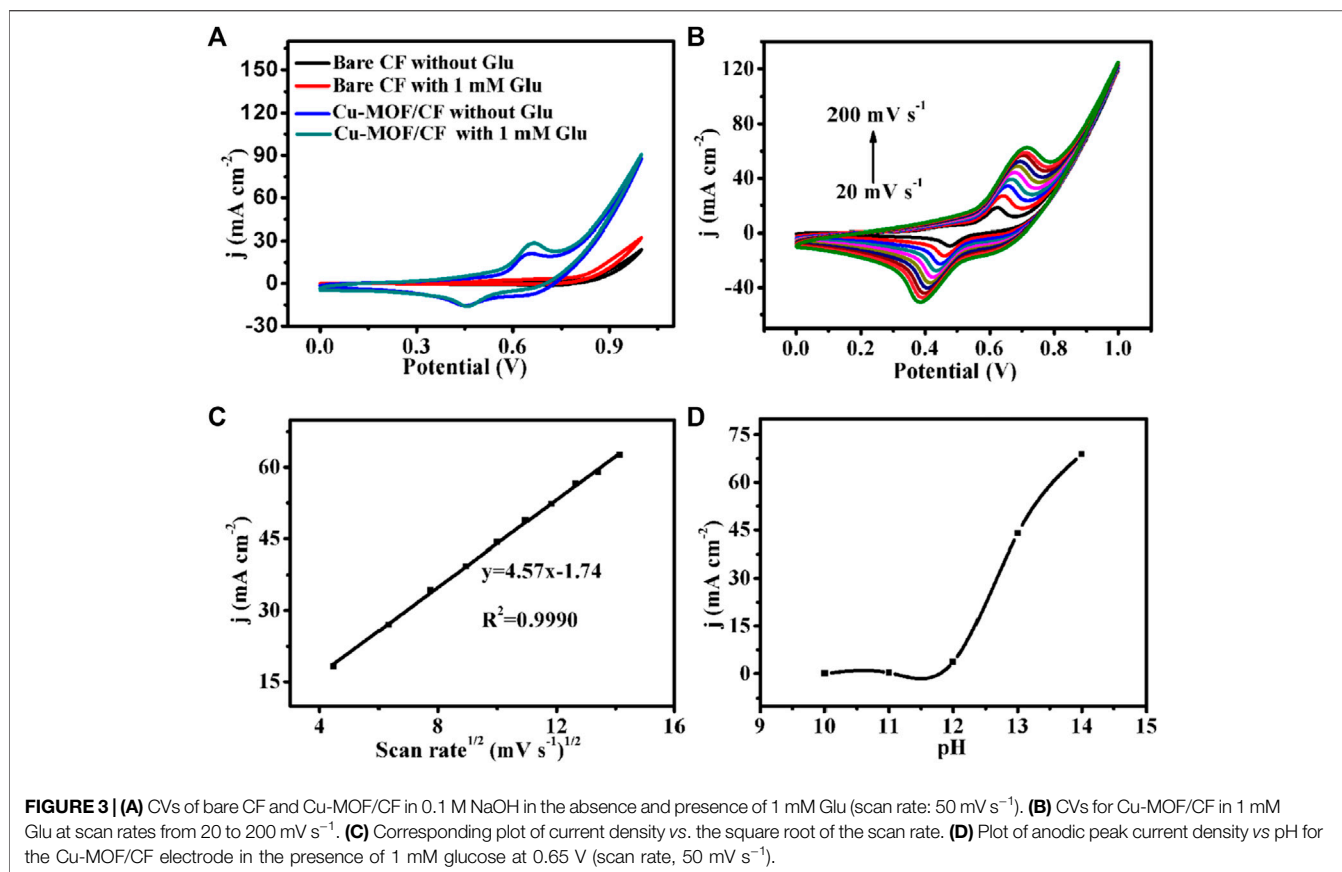 A
150
120
90
60
30
0
-30
j (mA cm⁻²)
Bare CF without Glu
Bare CF with 1 mM Glu
Cu-MOF/CF without Glu
Cu-MOF/CF with 1 mM Glu
0.0 0.3 0.6 0.9
Potential (V)
B
120
80
40
0
-40
j (mA cm⁻²)
200 mV s⁻¹
20 mV s⁻¹
0.0 0.2 0.4 0.6 0.8 1.0
Potential (V)
C
60
45
30
15
j (mA cm⁻²)
y=4.57x-1.74
R²=0.9990
4 8 12 16
Scan rate¹/² (mV s⁻¹)¹/²
D
75
60
45
30
15
0
j (mA cm⁻²)
9 10 11 12 13 14 15
pH
FIGURE 3 | (A) CVs of bare CF and Cu-MOF/CF in 0.1 M NaOH in the absence and presence of 1 mM Glu (scan rate: 50 mV s⁻¹). (B) CVs for Cu-MOF/CF in 1 mM
Glu at scan rates from 20 to 200 mV s⁻¹. (C) Corresponding plot of current density vs. the square root of the scan rate. (D) Plot of anodic peak current density vs pH for
the Cu-MOF/CF electrode in the presence of 1 mM glucose at 0.65 V (scan rate, 50 mV s⁻¹).